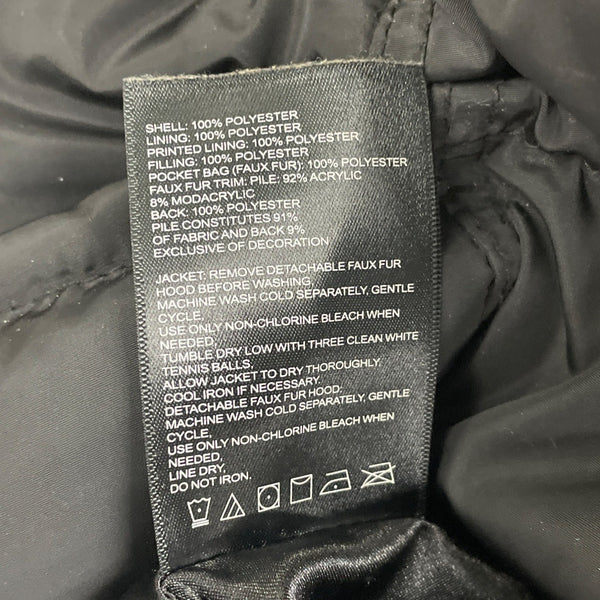 SHELL: 100% POLYESTER
LINING: 100% POLYESTER
PRINTED LINING: 100% POLYESTER
FILLING: 100% POLYESTER
POCKET BAG (FAUX FUR): 100% POLYESTER
FAUX FUR TRIM: PILE: 92% ACRYLIC
8% MODACRYLIC
BACK: 100% POLYESTER
PILE CONSTITUTES 91%
OF FABRIC AND BACK 9%
EXCLUSIVE OF DECORATION
JACKET: REMOVE DETACHABLE FAUX FUR
HOOD BEFORE WASHING.
MACHINE WASH COLD SEPARATELY, GENTLE
CYCLE.
USE ONLY NON-CHLORINE BLEACH WHEN
NEEDED.
TUMBLE DRY LOW WITH THREE CLEAN WHITE
TENNIS BALLS.
ALLOW JACKET TO DRY THOROUGHLY.
COOL IRON IF NECESSARY.
DETACHABLE FAUX FUR HOOD:
MACHINE WASH COLD SEPARATELY, GENTLE
CYCLE.
USE ONLY NON-CHLORINE BLEACH WHEN
NEEDED.
LINE DRY.
DO NOT IRON.